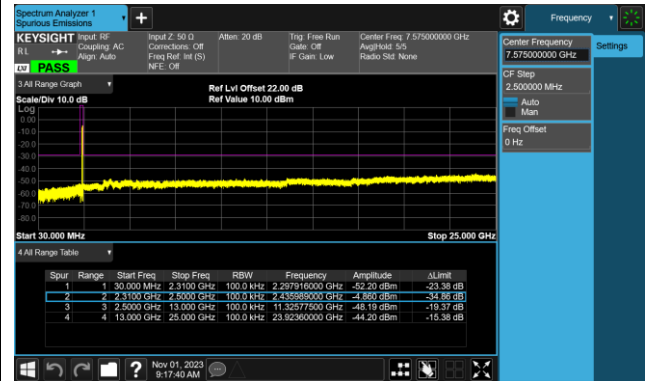 Spectrum Analyzer 1
Spurious Emissions
Frequency
KEYSIGHT Input: RF Input Z: 50 Ω Atten: 20 dB Trig: Free Run Center Freq: 7.575000000 GHz
RL Coupling: AC Corrections: Off Gate: Off Avg|Hold: 5/5
Align: Auto Freq Ref: Int (S) IF Gain: Low Radio Std: None
NFE: Off
LXI PASS
Center Frequency
7.575000000 GHz
Settings
CF Step
2.500000 MHz
Auto
Man
Freq Offset
0 Hz
3 All Range Graph
Ref Lvl Offset 22.00 dB
Scale/Div 10.0 dB Ref Value 10.00 dBm
Log
0.00
-10.0
-20.0
-30.0
-40.0
-50.0
-60.0
-70.0
-80.0
Start 30.000 MHz Stop 25.000 GHz
4 All Range Table
Spur Range Start Freq Stop Freq RBW Frequency Amplitude ΔLimit
1 1 30.000 MHz 2.3100 GHz 100.0 kHz 2.297916000 GHz -52.20 dBm -23.38 dB
2 2 2.3100 GHz 2.5000 GHz 100.0 kHz 2.435989000 GHz -4.860 dBm -34.86 dB
3 3 2.5000 GHz 13.000 GHz 100.0 kHz 11.32577500 GHz -48.19 dBm -19.37 dB
4 4 13.000 GHz 25.000 GHz 100.0 kHz 23.92360000 GHz -44.20 dBm -15.38 dB
Nov 01, 2023
9:17:40 AM